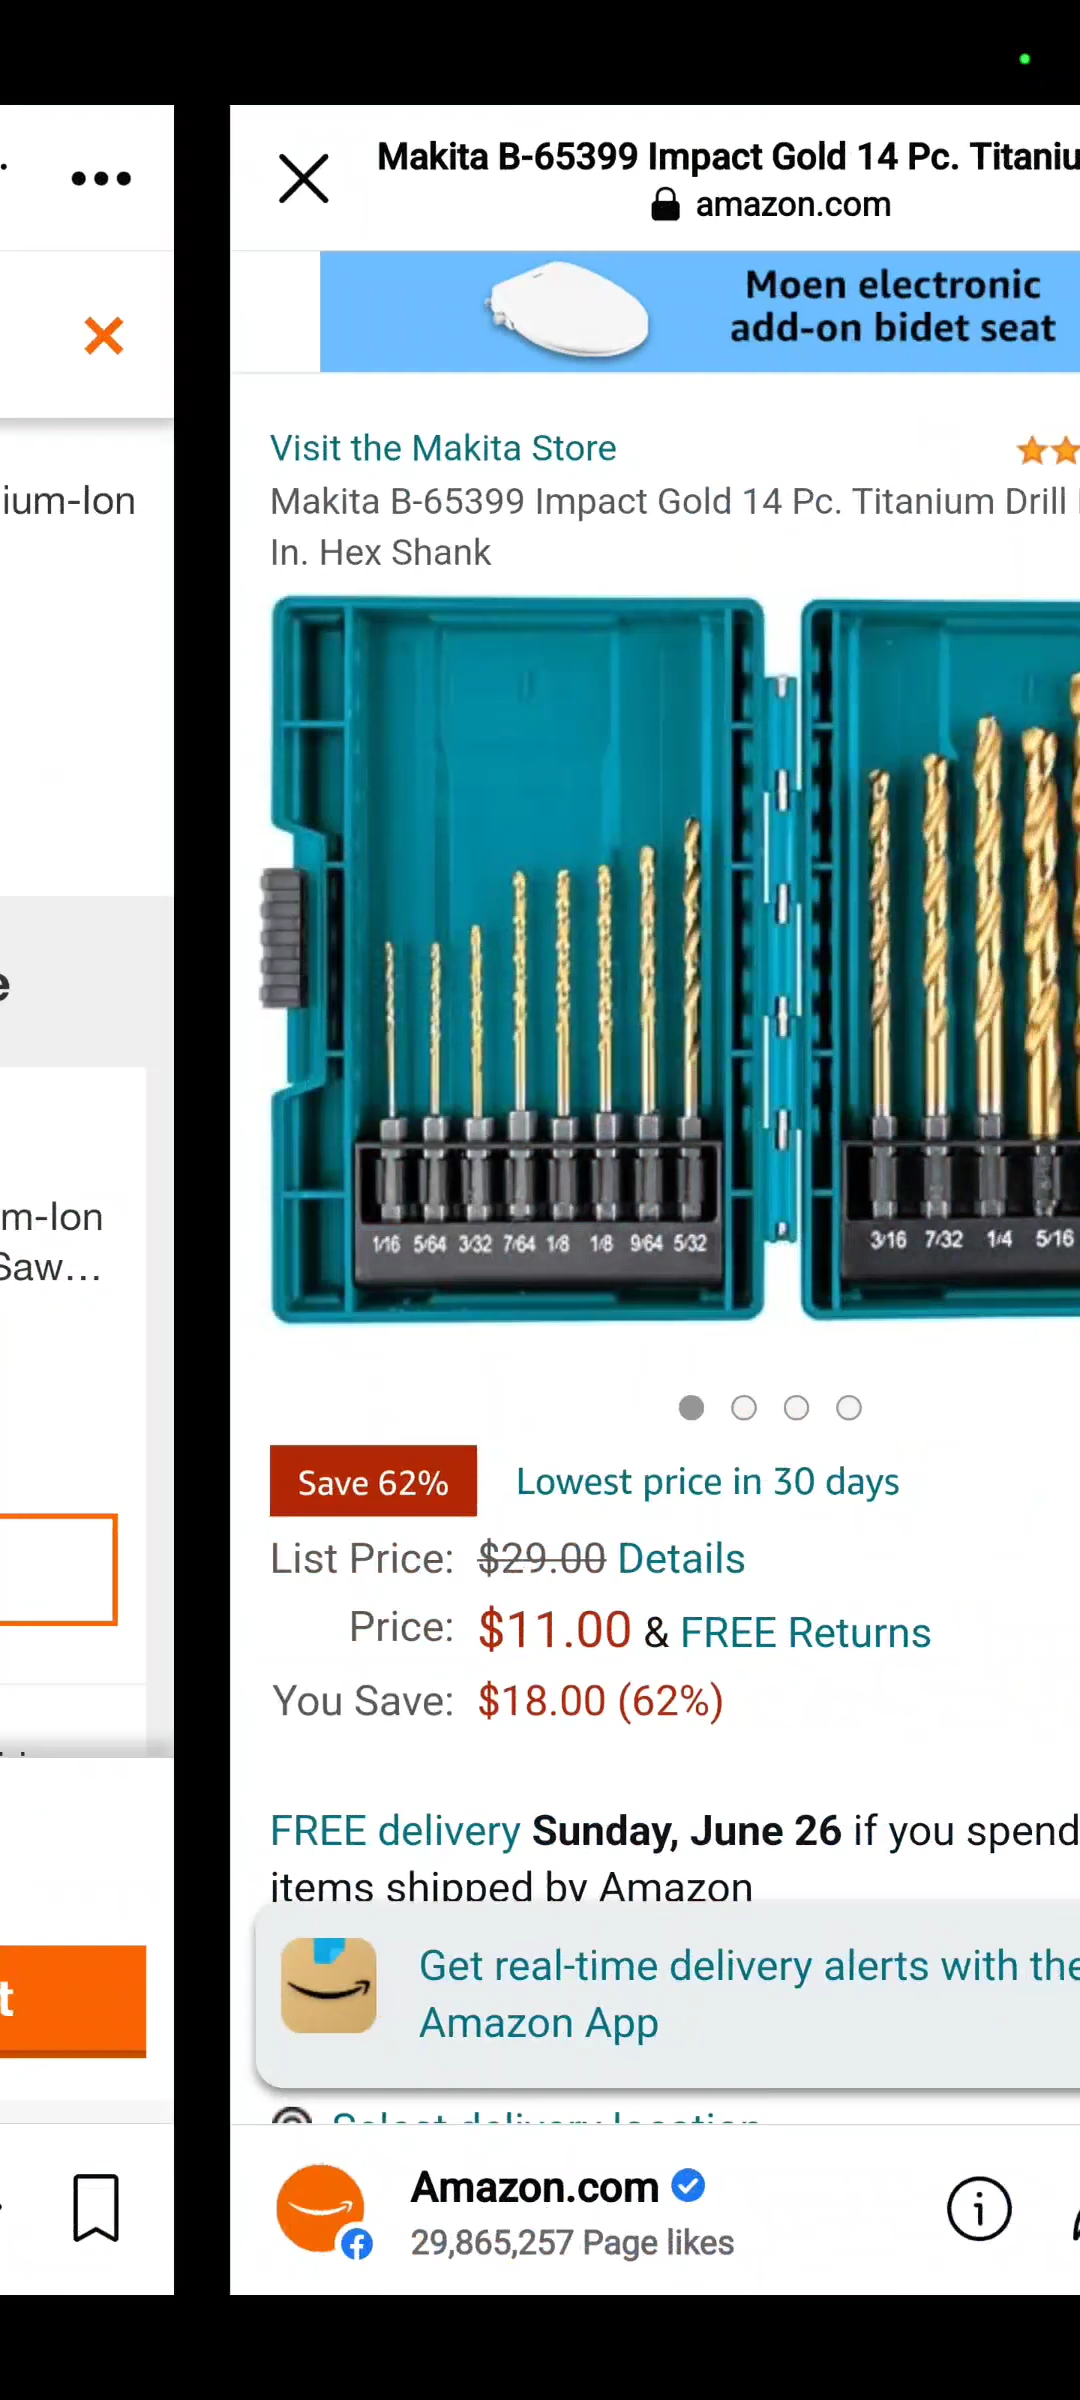 Makita B-65399 Impact Gold 14 Pc. Titaniu
amazon.com
Moen electronic
add-on bidet seat
Visit the Makita Store
ium-Ion
Makita B-65399 Impact Gold 14 Pc. Titanium Drill
In. Hex Shank
e
m-Ion
Saw...
1/16 5/64 3/32 7/64 1/8 1/8 9/64 5/32
3/16 7/32 1/4 5/16
Save 62%
Lowest price in 30 days
List Price: $29.00 Details
Price: $11.00 & FREE Returns
You Save: $18.00 (62%)
FREE delivery Sunday, June 26 if you spend
items shipped by Amazon
t
Get real-time delivery alerts with the
Amazon App
Select delivery location
Amazon.com
29,865,257 Page likes